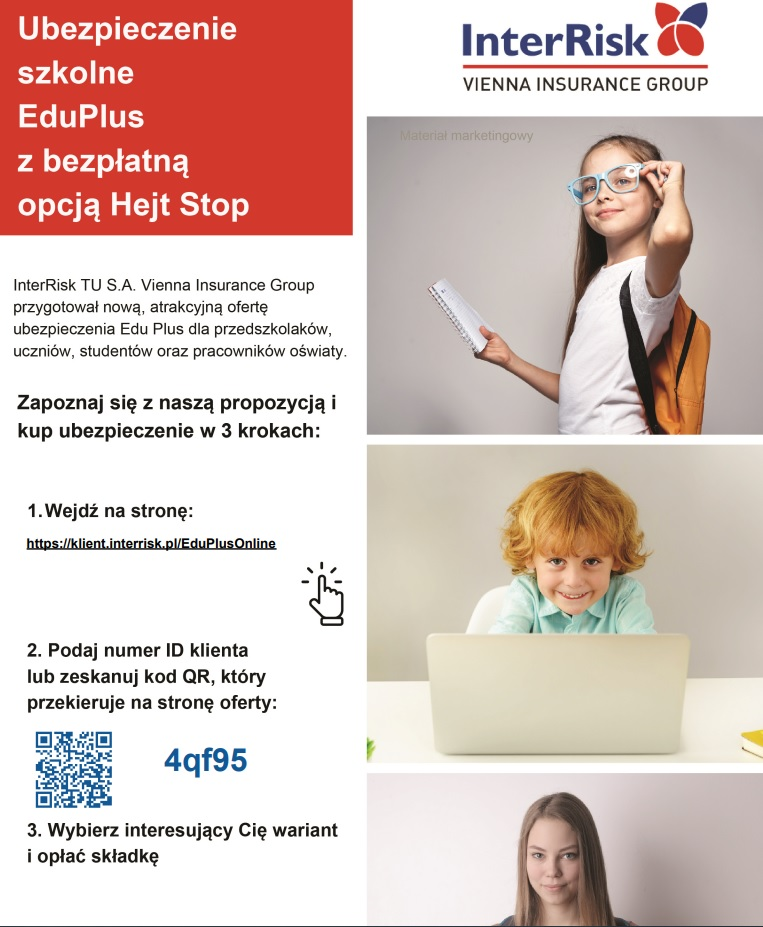 Ubezpieczenie
szkolne
EduPlus
z bezpłatną
opcją Hejt Stop
InterRisk
VIENNA INSURANCE GROUP
Materiał marketingowy
InterRisk TU S.A. Vienna Insurance Group
przygotował nową, atrakcyjną ofertę
ubezpieczenia Edu Plus dla przedszkolaków,
uczniów, studentów oraz pracowników oświaty.
Zapoznaj się z naszą propozycją i
kup ubezpieczenie w 3 krokach:
1. Wejdź na stronę:
https://klient.interrisk.pl/EduPlusOnline
2. Podaj numer ID klienta
lub zeskanuj kod QR, który
przekieruje na stronę oferty:
4qf95
3. Wybierz interesujący Cię wariant
i opłać składkę